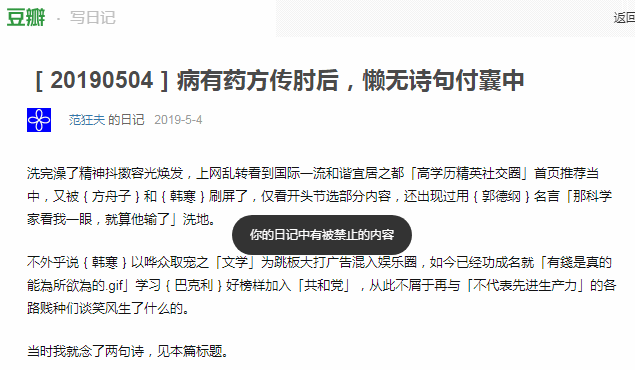 豆瓣 · 写日记
返回
［20190504］病有药方传肘后，懒无诗句付囊中
范狂夫 的日记 2019-5-4
洗完澡了精神抖擞容光焕发，上网乱转看到国际一流和谐宜居之都「高学历精英社交圈」首页推荐当
中，又被｛方舟子｝和｛韩寒｝刷屏了，仅看开头节选部分内容，还出现过用｛郭德纲｝名言「那科学
家看我一眼，就算他输了」洗地。
你的日记中有被禁止的内容
不外乎说｛韩寒｝以哗众取宠之「文学」为跳板大打广告混入娱乐圈，如今已经功成名就「有錢是真的
能為所欲為的.gif」学习｛巴克利｝好榜样加入「共和党」，从此不屑于再与「不代表先进生产力」的各
路贱种们谈笑风生了什么的。
当时我就念了两句诗，见本篇标题。